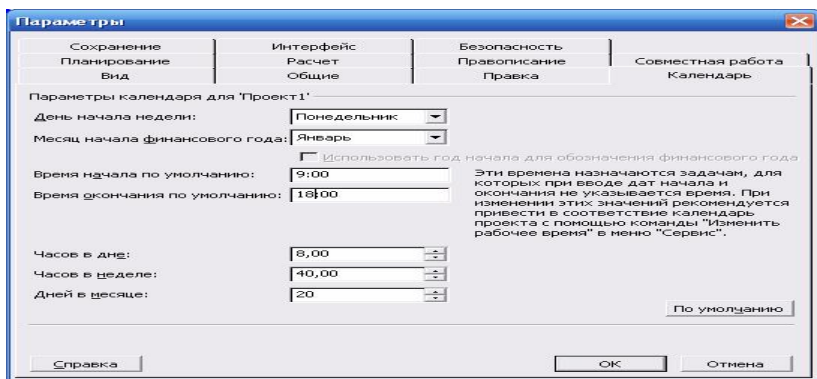 Параметры
Сохранение Интерфейс Безопасность
Планирование Расчет Правописание Совместная работа
Вид Общие Правка Календарь
Параметры календаря для 'Проект1'
День начала недели: Понедельник
Месяц начала финансового года: Январь
Использовать год начала для обозначения финансового года
Время начала по умолчанию: 9:00
Время окончания по умолчанию: 18:00
Эти времена назначаются задачам, для
которых при вводе дат начала и
окончания не указывается время. При
изменении этих значений рекомендуется
привести в соответствие календарь
проекта с помощью команды "Изменить
рабочее время" в меню "Сервис".
Часов в дне: 8,00
Часов в неделе: 40,00
Дней в месяце: 20
По умолчанию
Справка ОК Отмена